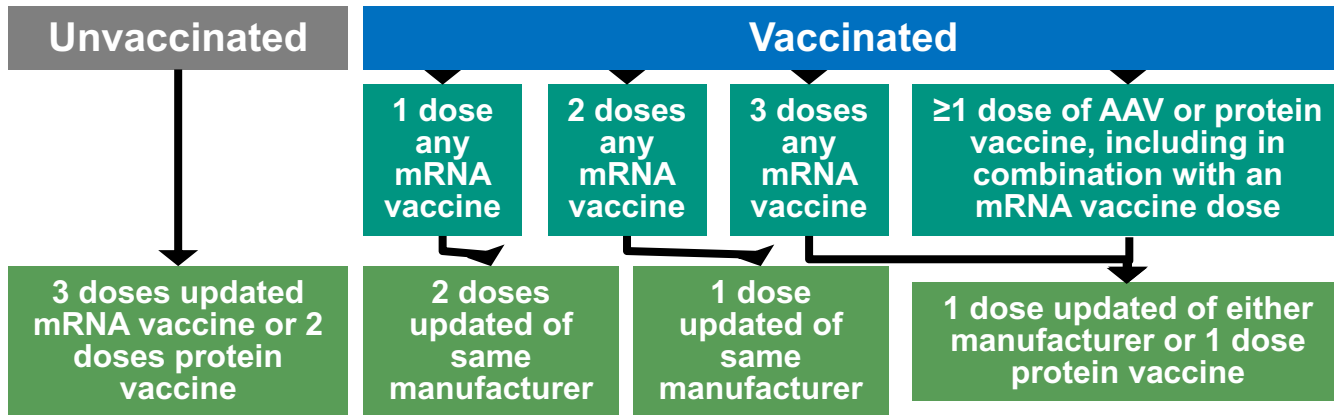 Unvaccinated
Vaccinated
1 dose
any
mRNA
vaccine
2 doses
any
mRNA
vaccine
3 doses
any
mRNA
vaccine
≥1 dose of AAV or protein
vaccine, including in
combination with an
mRNA vaccine dose
3 doses updated
mRNA vaccine or 2
doses protein
vaccine
2 doses
updated of
same
manufacturer
1 dose
updated of
same
manufacturer
1 dose updated of either
manufacturer or 1 dose
protein vaccine